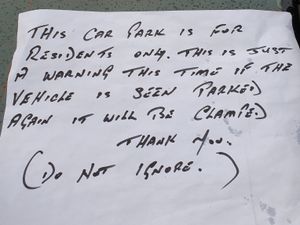 THIS CAR PARK IS FOR
RESIDENTS ONLY. THIS IS JUST
A WARNING THIS TIME IF THE
VEHICLE IS SEEN PARKED
AGAIN IT WILL BE CLAMPED
THANK YOU.
(DO NOT IGNORE.)